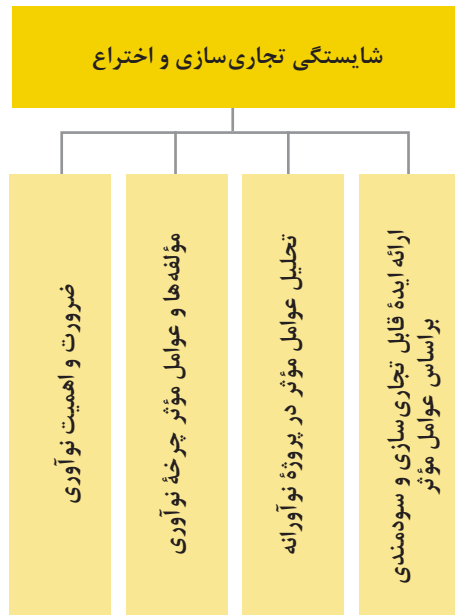 شایستگی تجاری‌سازی و اختراع
ارائه ایدهٔ قابل تجاری‌سازی و سودمندی
براساس عوامل مؤثر
تحلیل عوامل مؤثر در پروژهٔ نوآورانه
مؤلفه‌ها و عوامل مؤثر چرخهٔ نوآوری
ضرورت و اهمیت نوآوری